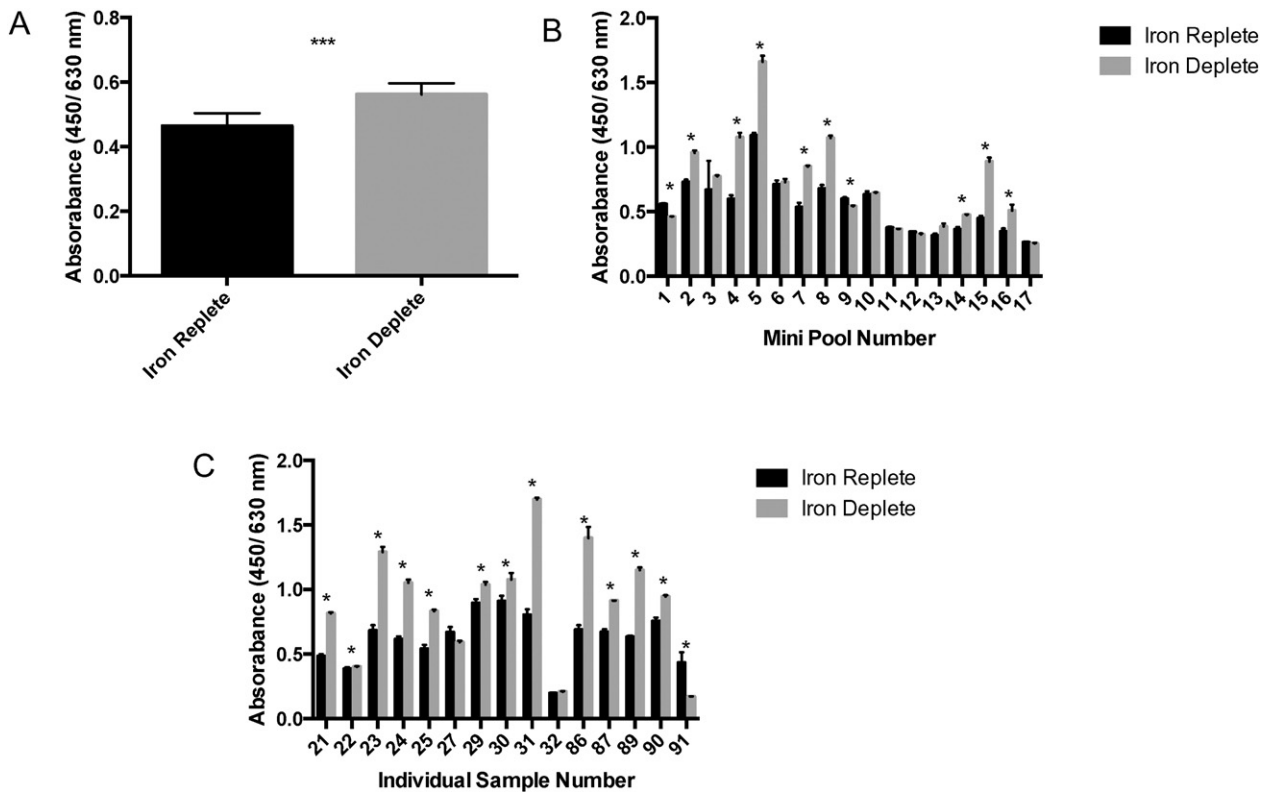 A
Absorabance (450/ 630 nm)
0.8
0.6
0.4
0.2
0.0
***
Iron Replete
Iron Deplete
B
Absorabance (450/ 630 nm)
2.0
1.5
1.0
0.5
0.0
* * * * * * * * * *
1 2 3 4 5 6 7 8 9 10 11 12 13 14 15 16 17
Mini Pool Number
Iron Replete
Iron Deplete
C
Absorabance (450/ 630 nm)
2.0
1.5
1.0
0.5
0.0
* * * * * * * * * * * * *
21 22 23 24 25 27 29 30 31 32 86 87 89 90 91
Individual Sample Number
Iron Replete
Iron Deplete